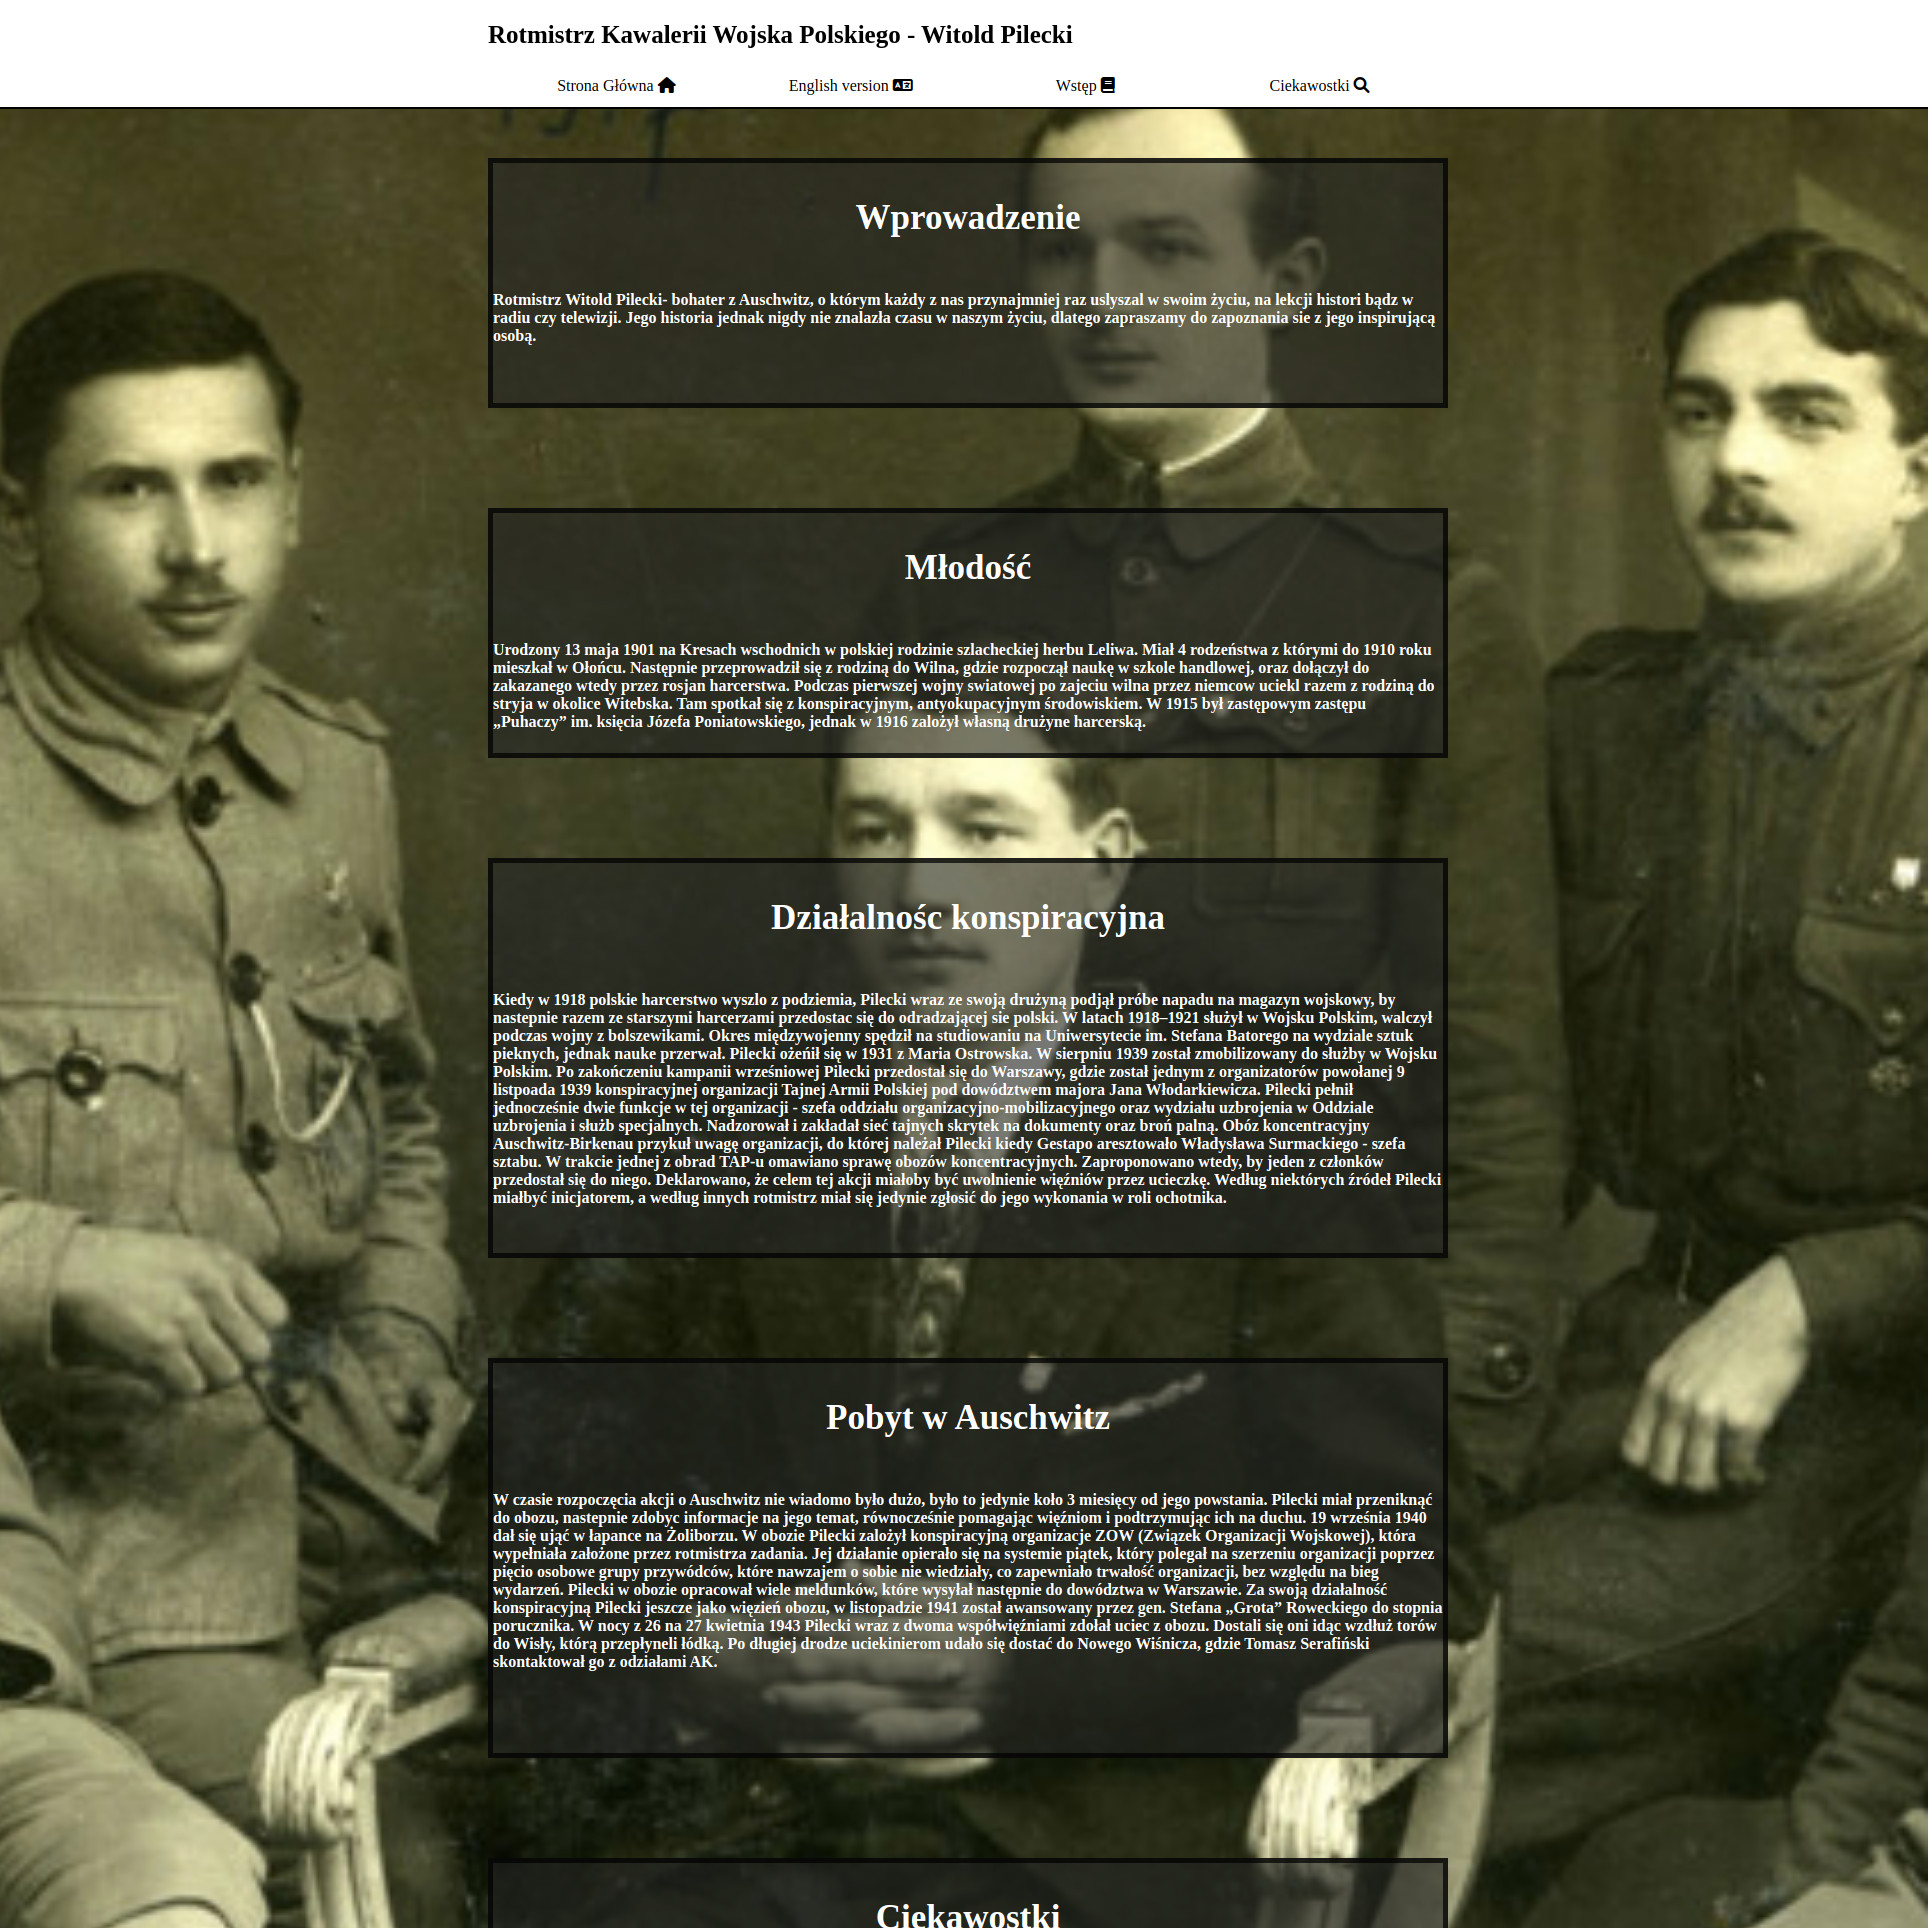 Rotmistrz Kawalerii Wojska Polskiego - Witold Pilecki
Strona Główna English version Wstęp Ciekawostki
Wprowadzenie
Rotmistrz Witold Pilecki- bohater z Auschwitz, o którym każdy z nas przynajmniej raz uslyszal w swoim życiu, na lekcji histori bądz w
radiu czy telewizji. Jego historia jednak nigdy nie znalazła czasu w naszym życiu, dlatego zapraszamy do zapoznania sie z jego inspirującą
osobą.
Młodość
Urodzony 13 maja 1901 na Kresach wschodnich w polskiej rodzinie szlacheckiej herbu Leliwa. Miał 4 rodzeństwa z którymi do 1910 roku
mieszkał w Ołońcu. Następnie przeprowadził się z rodziną do Wilna, gdzie rozpoczął naukę w szkole handlowej, oraz dołączył do
zakazanego wtedy przez rosjan harcerstwa. Podczas pierwszej wojny swiatowej po zajeciu wilna przez niemcow uciekl razem z rodziną do
stryja w okolice Witebska. Tam spotkał się z konspiracyjnym, antyokupacyjnym środowiskiem. W 1915 był zastępowym zastępu
„Puhaczy” im. księcia Józefa Poniatowskiego, jednak w 1916 zalożył własną drużyne harcerską.
Działalnośc konspiracyjna
Kiedy w 1918 polskie harcerstwo wyszlo z podziemia, Pilecki wraz ze swoją drużyną podjął próbe napadu na magazyn wojskowy, by
nastepnie razem ze starszymi harcerzami przedostac się do odradzającej sie polski. W latach 1918–1921 służył w Wojsku Polskim, walczył
podczas wojny z bolszewikami. Okres międzywojenny spędził na studiowaniu na Uniwersytecie im. Stefana Batorego na wydziale sztuk
pieknych, jednak nauke przerwał. Pilecki ożeńił się w 1931 z Maria Ostrowska. W sierpniu 1939 został zmobilizowany do służby w Wojsku
Polskim. Po zakończeniu kampanii wrześniowej Pilecki przedostał się do Warszawy, gdzie został jednym z organizatorów powołanej 9
listpoada 1939 konspiracyjnej organizacji Tajnej Armii Polskiej pod dowództwem majora Jana Włodarkiewicza. Pilecki pełnił
jednocześnie dwie funkcje w tej organizacji - szefa oddziału organizacyjno-mobilizacyjnego oraz wydziału uzbrojenia w Oddziale
uzbrojenia i służb specjalnych. Nadzorował i zakładał sieć tajnych skrytek na dokumenty oraz broń palną. Obóz koncentracyjny
Auschwitz-Birkenau przykuł uwagę organizacji, do której należał Pilecki kiedy Gestapo aresztowało Władysława Surmackiego - szefa
sztabu. W trakcie jednej z obrad TAP-u omawiano sprawę obozów koncentracyjnych. Zaproponowano wtedy, by jeden z członków
przedostał się do niego. Deklarowano, że celem tej akcji miałoby być uwolnienie więźniów przez ucieczkę. Według niektórych źródeł Pilecki
miałbyć inicjatorem, a według innych rotmistrz miał się jedynie zgłosić do jego wykonania w roli ochotnika.
Pobyt w Auschwitz
W czasie rozpoczęcia akcji o Auschwitz nie wiadomo było dużo, było to jedynie koło 3 miesięcy od jego powstania. Pilecki miał przeniknąć
do obozu, nastepnie zdobyc informacje na jego temat, równocześnie pomagając więźniom i podtrzymując ich na duchu. 19 września 1940
dał się ująć w łapance na Żoliborzu. W obozie Pilecki zalożył konspiracyjną organizacje ZOW (Związek Organizacji Wojskowej), która
wypełniała założone przez rotmistrza zadania. Jej działanie opierało się na systemie piątek, który polegał na szerzeniu organizacji poprzez
pięcio osobowe grupy przywódców, które nawzajem o sobie nie wiedziały, co zapewniało trwałość organizacji, bez względu na bieg
wydarzeń. Pilecki w obozie opracował wiele meldunków, które wysyłał następnie do dowództwa w Warszawie. Za swoją działalność
konspiracyjną Pilecki jeszcze jako więzień obozu, w listopadzie 1941 został awansowany przez gen. Stefana „Grota” Roweckiego do stopnia
porucznika. W nocy z 26 na 27 kwietnia 1943 Pilecki wraz z dwoma współwięźniami zdołał uciec z obozu. Dostali się oni idąc wzdłuż torów
do Wisły, którą przepłyneli łódką. Po długiej drodze uciekinierom udało się dostać do Nowego Wiśnicza, gdzie Tomasz Serafiński
skontaktował go z odziałami AK.
Ciekawostki